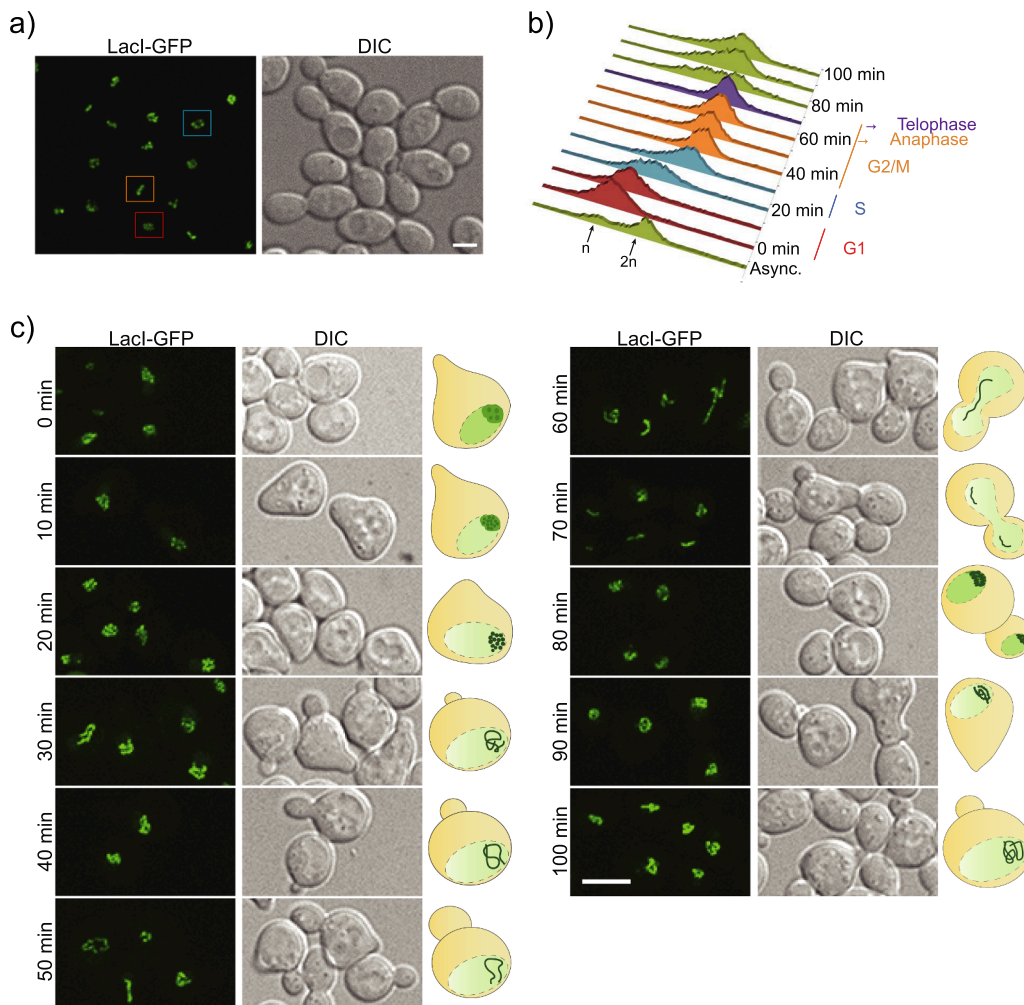 a)
LacI-GFP
DIC
b)
100 min
80 min
60 min
40 min
20 min
0 min
Async.
→ Telophase
→ Anaphase
G2/M
S
G1
n
2n
c)
LacI-GFP
DIC
0 min
10 min
20 min
30 min
40 min
50 min
LacI-GFP
DIC
60 min
70 min
80 min
90 min
100 min